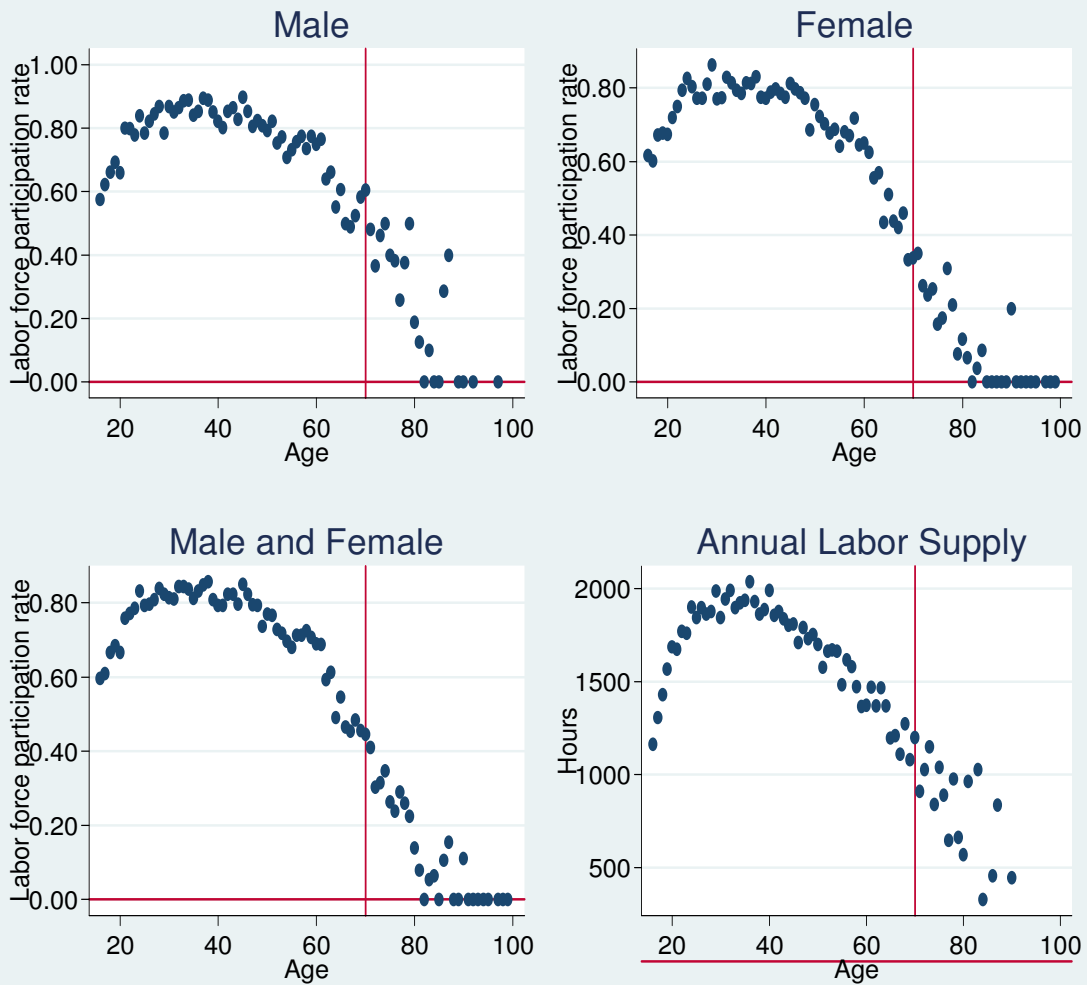 Male
Labor force participation rate
1.00
0.80
0.60
0.40
0.20
0.00
20 40 60 80 100
Age
Female
Labor force participation rate
0.80
0.60
0.40
0.20
0.00
20 40 60 80 100
Age
Male and Female
Labor force participation rate
0.80
0.60
0.40
0.20
0.00
20 40 60 80 100
Age
Annual Labor Supply
Hours
2000
1500
1000
500
20 40 60 80 100
Age